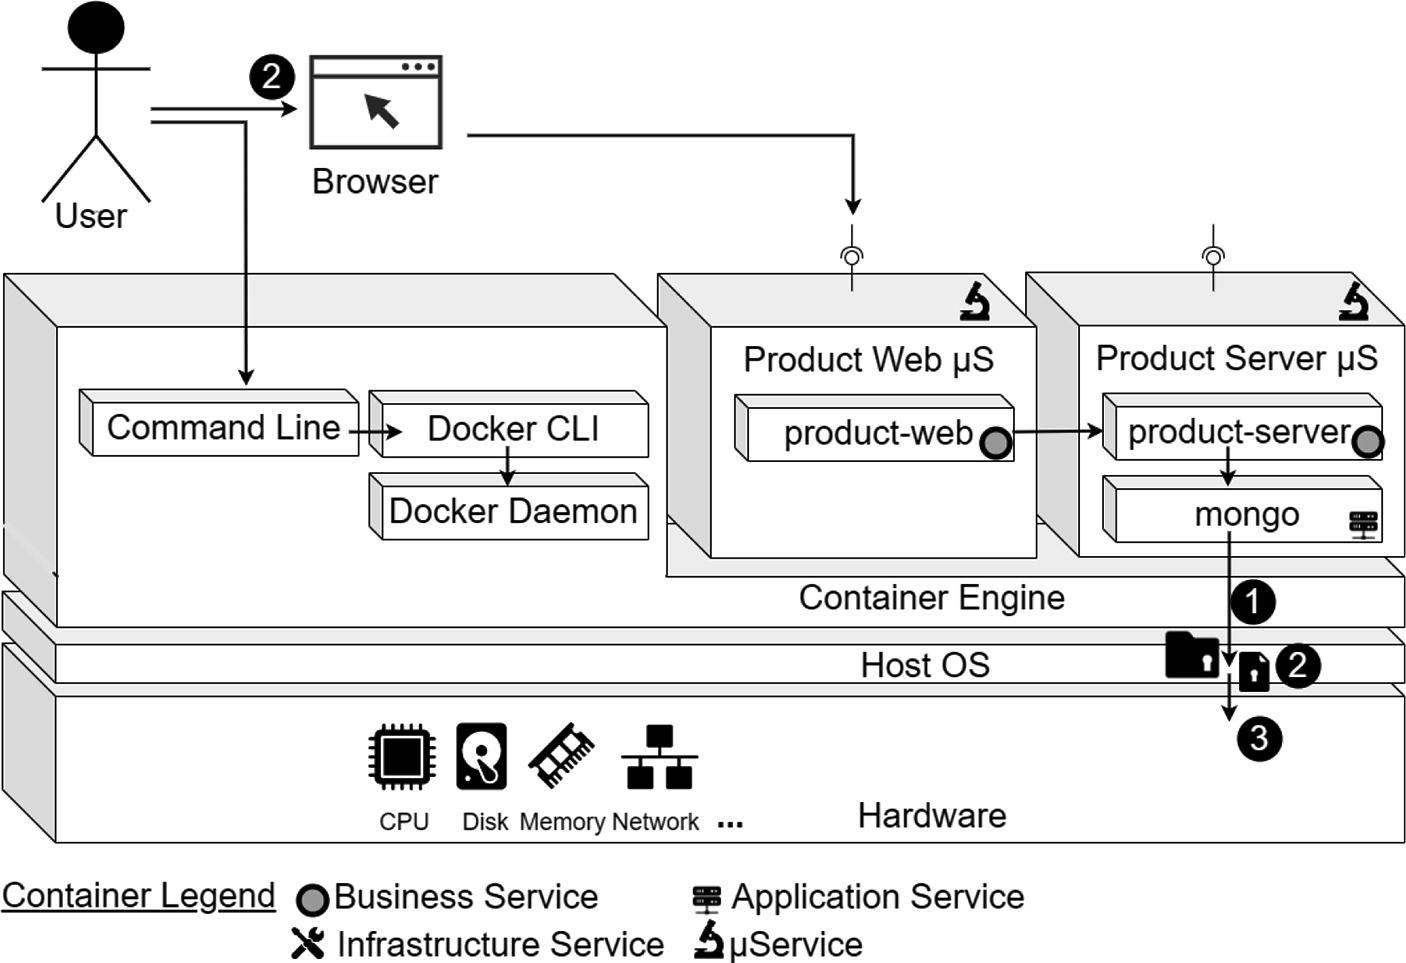 2
Browser
User
Product Web µS
Product Server µS
Command Line
Docker CLI
product-web
product-server
Docker Daemon
mongo
Container Engine
1
Host OS
2
3
CPU
Disk
Memory
Network
...
Hardware
Container Legend
Business Service
Application Service
Infrastructure Service
µService